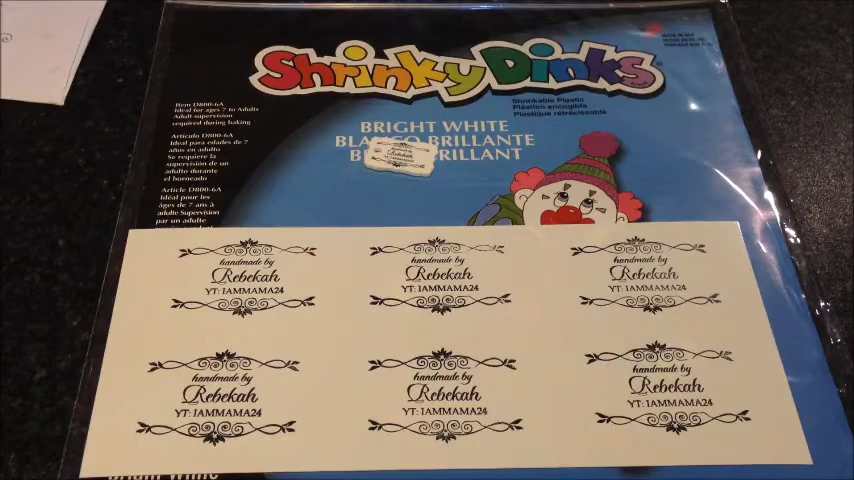 Shrinky Dinks
Shrinkable Plastic
Plástico encogible
Plastique rétrécissable
Item D800-6A
Ideal for ages 7 to Adults
Adult supervision
required during baking
Artículo D800-6A
Ideal para edades de 7
años en adulto
Se requiere la
supervisión de un
adulto durante
el horneado
Article D800-6A
Idéal pour les
âges de 7 ans à
adulte Supervision
par un adulte
BRIGHT WHITE
BRILLANTE
BRILLANT
Rebekah
handmade by
Rebekah
YT: IAMMAMA24
handmade by
Rebekah
YT: IAMMAMA24
handmade by
Rebekah
YT: IAMMAMA24
handmade by
Rebekah
YT: IAMMAMA24
handmade by
Rebekah
YT: IAMMAMA24
handmade by
Rebekah
YT: IAMMAMA24